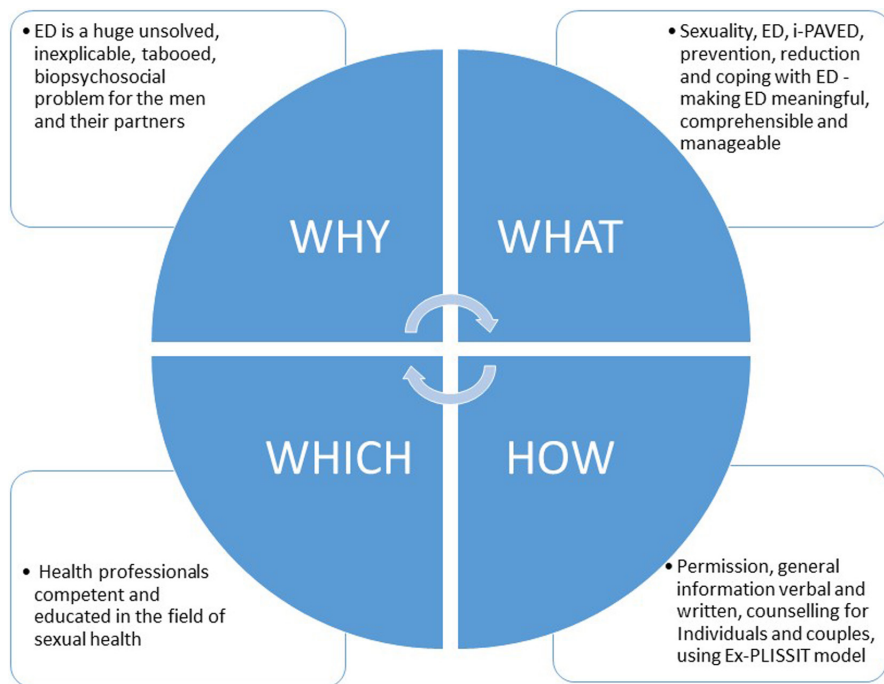 • ED is a huge unsolved,
inexplicable, tabooed,
biopsychosocial
problem for the men
and their partners
• Sexuality, ED, i-PAVED,
prevention, reduction
and coping with ED -
making ED meaningful,
comprehensible and
manageable
WHY
WHAT
WHICH
HOW
• Health professionals
competent and
educated in the field of
sexual health
• Permission, general
information verbal and
written, counselling for
Individuals and couples,
using Ex-PLISSIT model